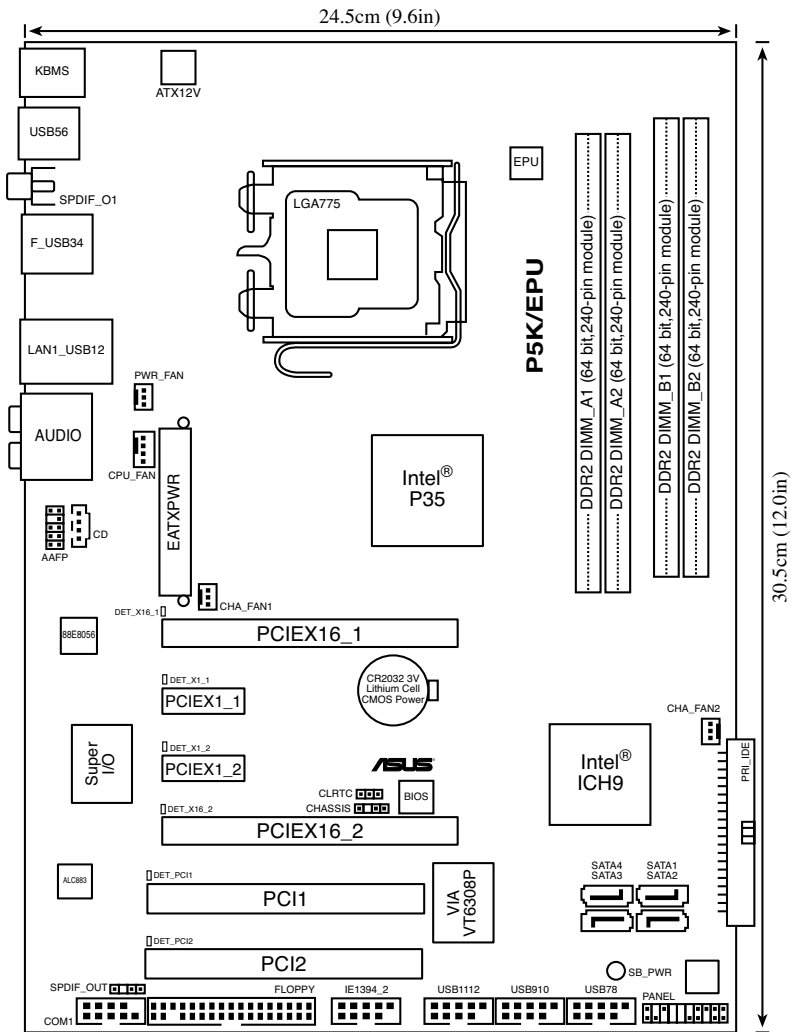 24.5cm (9.6in)
KBMS
ATX12V
USB56
EPU
SPDIF_O1
LGA775
F_USB34
P5K/EPU
DDR2 DIMM_A1 (64 bit,240-pin module)
DDR2 DIMM_A2 (64 bit,240-pin module)
DDR2 DIMM_B1 (64 bit,240-pin module)
DDR2 DIMM_B2 (64 bit,240-pin module)
30.5cm (12.0in)
LAN1_USB12
PWR_FAN
AUDIO
CPU_FAN
EATXPWR
Intel®
P35
CD
AAFP
CHA_FAN1
DET_X16_1
88E8056
PCIEX16_1
DET_X1_1
PCIEX1_1
CR2032 3V
Lithium Cell
CMOS Power
CHA_FAN2
Super
I/O
DET_X1_2
PCIEX1_2
ASUS
Intel®
ICH9
PRI_IDE
CLRTC
CHASSIS
BIOS
DET_X16_2
PCIEX16_2
ALC883
DET_PCI1
PCI1
VIA
VT6308P
SATA4
SATA3
SATA1
SATA2
DET_PCI2
PCI2
SB_PWR
SPDIF_OUT
FLOPPY
IE1394_2
USB1112
USB910
USB78
PANEL
COM1